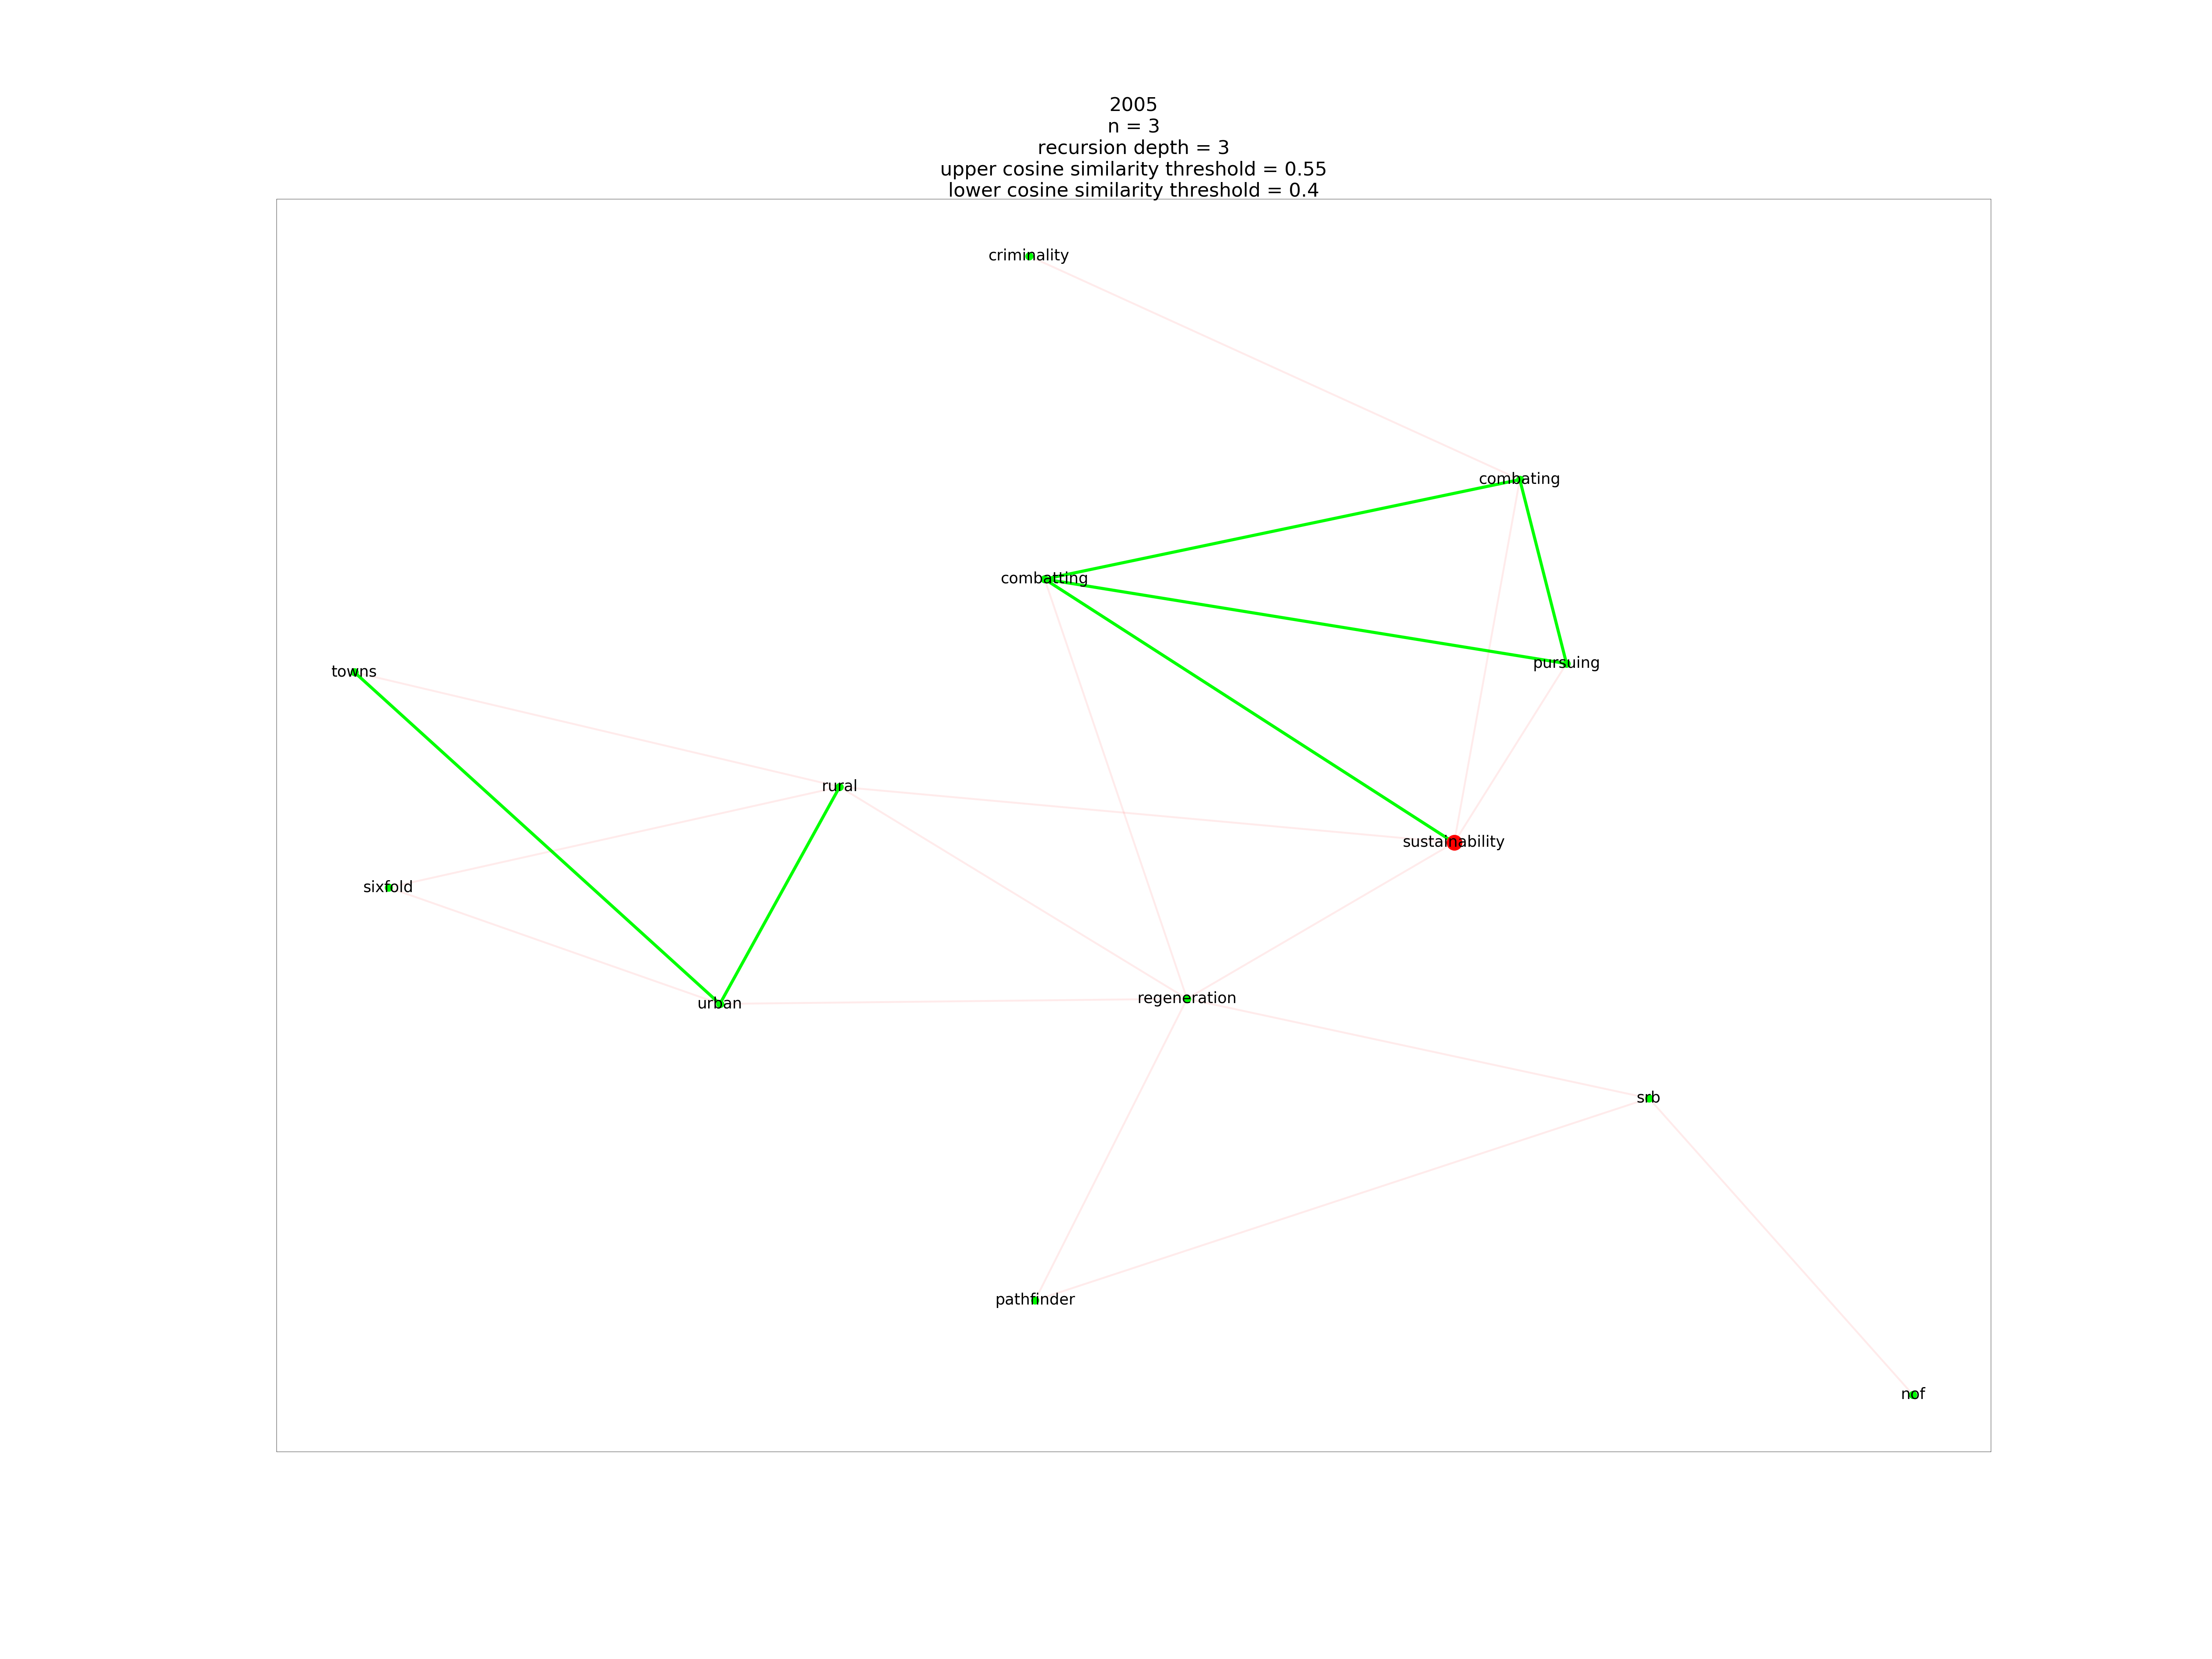 2005
n = 3
recursion depth = 3
upper cosine similarity threshold = 0.55
lower cosine similarity threshold = 0.4
criminality
combating
combatting
pursuing
towns
rural
sustainability
sixfold
regeneration
urban
srb
pathfinder
nof